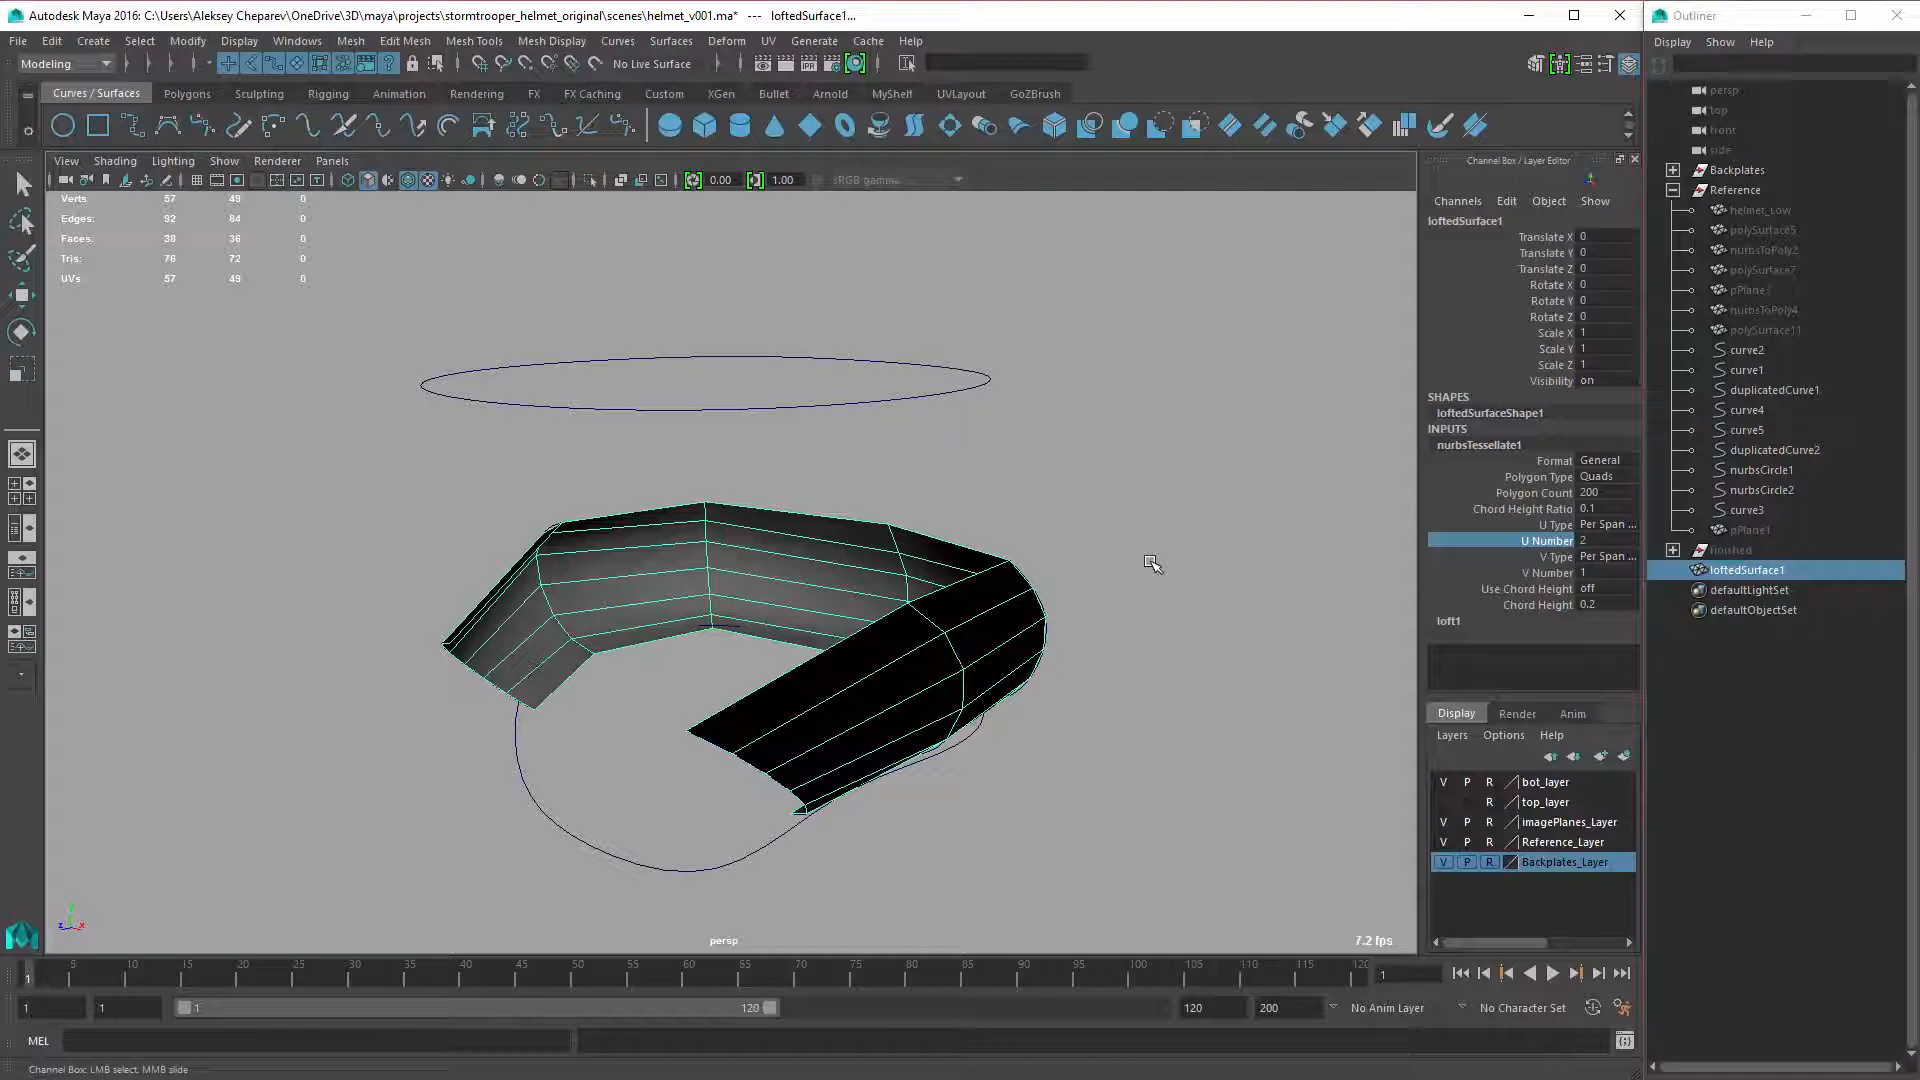 Autodesk Maya 2016: C:\Users\Aleksey Cheparev\OneDrive\3D\maya\projects\stormtrooper_helmet_original\scenes\helmet_v001.ma*   ---   loftedSurface1...
Outliner
File Edit Create Select Modify Display Windows Mesh Edit Mesh Mesh Tools Mesh Display Curves Surfaces Deform UV Generate Cache Help
Display Show Help
Modeling
No Live Surface
Curves / Surfaces Polygons Sculpting Rigging Animation Rendering FX FX Caching Custom XGen Bullet Arnold MyShelf UVLayout GoZBrush
View Shading Lighting Show Renderer Panels
0.00 1.00 sRGB gamma
Verts 57 49 0
Edges: 92 84 0
Faces: 38 36 0
Tris: 76 72 0
UVs: 57 49 0
persp
7.2 fps
Channel Box / Layer Editor
Channels Edit Object Show
loftedSurface1
Translate X 0
Translate Y 0
Translate Z 0
Rotate X 0
Rotate Y 0
Rotate Z 0
Scale X 1
Scale Y 1
Scale Z 1
Visibility on
SHAPES
loftedSurfaceShape1
INPUTS
nurbsTessellate1
Format General
Polygon Type Quads
Polygon Count 200
Chord Height Ratio 0.1
U Type Per Span ...
U Number 2
V Type Per Span ...
V Number 1
Use Chord Height off
Chord Height 0.2
loft1
Display Render Anim
Layers Options Help
V P R bot_layer
R top_layer
V P R imagePlanes_Layer
V P R Reference_Layer
V P R Backplates_Layer
persp
top
front
side
Backplates
Reference
helmet_Low
polySurface5
nurbsToPoly2
polySurface7
nurbsToPoly4
polySurface11
curve2
curve1
duplicatedCurve1
curve4
curve5
duplicatedCurve2
nurbsCircle1
nurbsCircle2
curve3
pPlane1
finished
loftedSurface1
defaultLightSet
defaultObjectSet
1 5 10 15 20 25 30 35 40 45 50 55 60 65 70 75 80 85 90 95 100 105 110 115 120 1
1 1 1 120 120 200 No Anim Layer No Character Set
MEL
Channel Box: LMB select, MMB slide